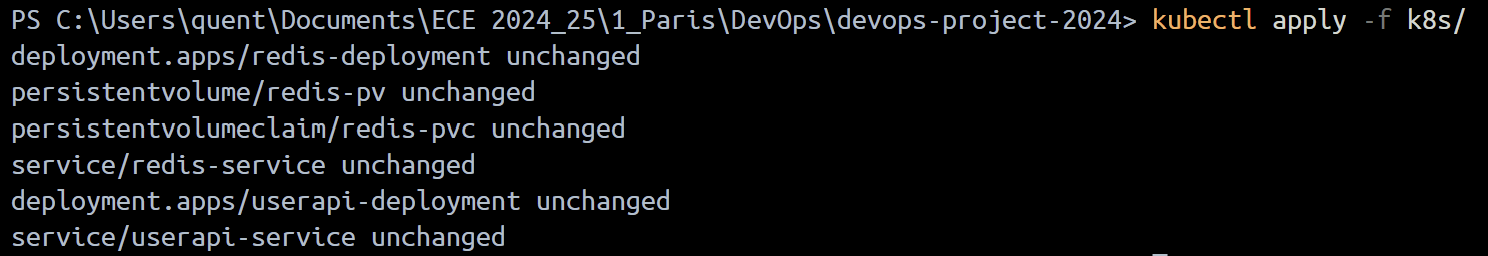 PS C:\Users\quent\Documents\ECE 2024_25\1_Paris\DevOps\devops-project-2024> kubectl apply -f k8s/
deployment.apps/redis-deployment unchanged
persistentvolume/redis-pv unchanged
persistentvolumeclaim/redis-pvc unchanged
service/redis-service unchanged
deployment.apps/userapi-deployment unchanged
service/userapi-service unchanged